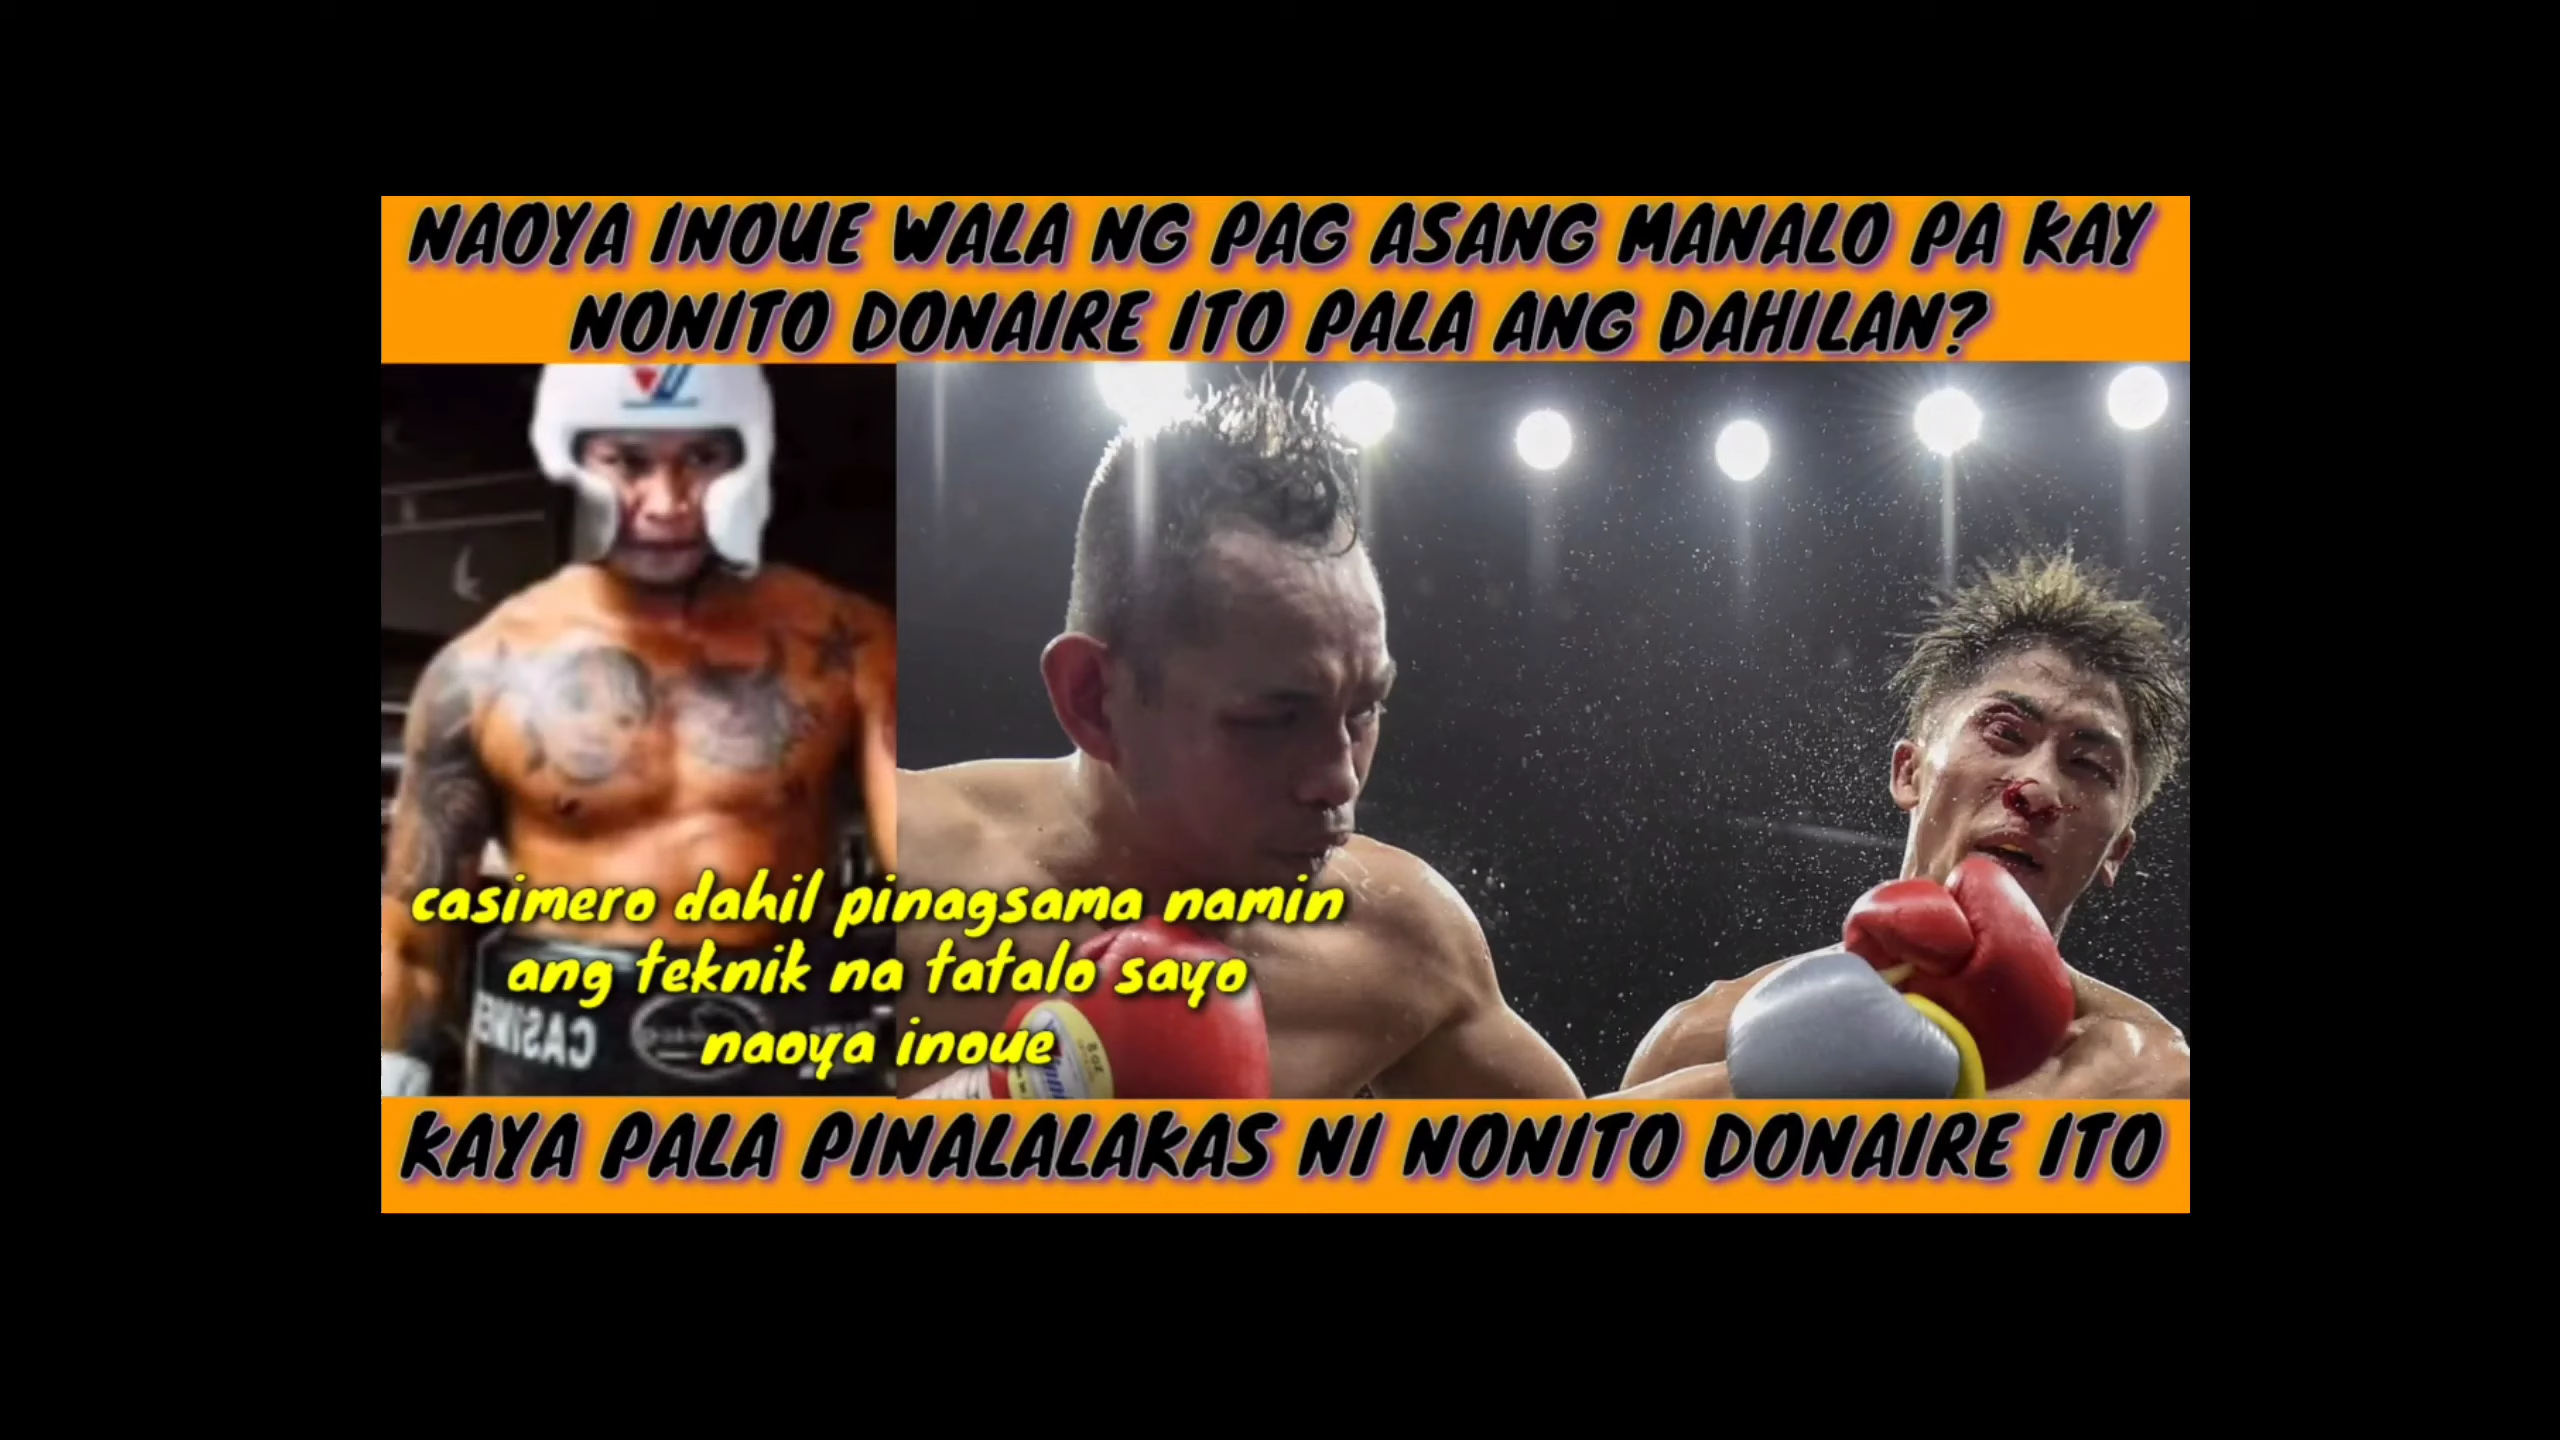 NAOYA INOUE WALA NG PAG ASANG MANALO PA KAY
NONITO DONAIRE ITO PALA ANG DAHILAN?
casimero dahil pinagsama namin
ang teknik na tatalo sayo
naoya inoue
KAYA PALA PINALALAKAS NI NONITO DONAIRE ITO